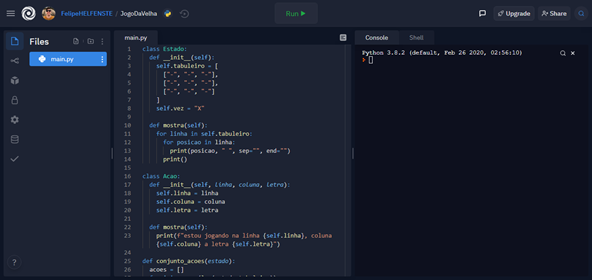 FelipeHELFENSTE / JogoDaVelha
Run
Upgrade
Share
Files
main.py
main.py
1 class Estado:
2 def __init__(self):
3 self.tabuleiro = [
4 ["-", "-", "-"],
5 ["-", "-", "-"],
6 ["-", "-", "-"]
7 ]
8 self.vez = "X"
9
10 def mostra(self):
11 for linha in self.tabuleiro:
12 for posicao in linha:
13 print(posicao, " ", sep="", end="")
14 print()
15
16 class Acao:
17 def __init__(self, linha, coluna, letra):
18 self.linha = linha
19 self.coluna = coluna
20 self.letra = letra
21
22 def mostra(self):
23 print(f"estou jogando na linha {self.linha}, coluna
{self.coluna} a letra {self.letra}")
24
25 def conjunto_acoes(estado):
26 acoes = []
Console Shell
Python 3.8.2 (default, Feb 26 2020, 02:56:10)